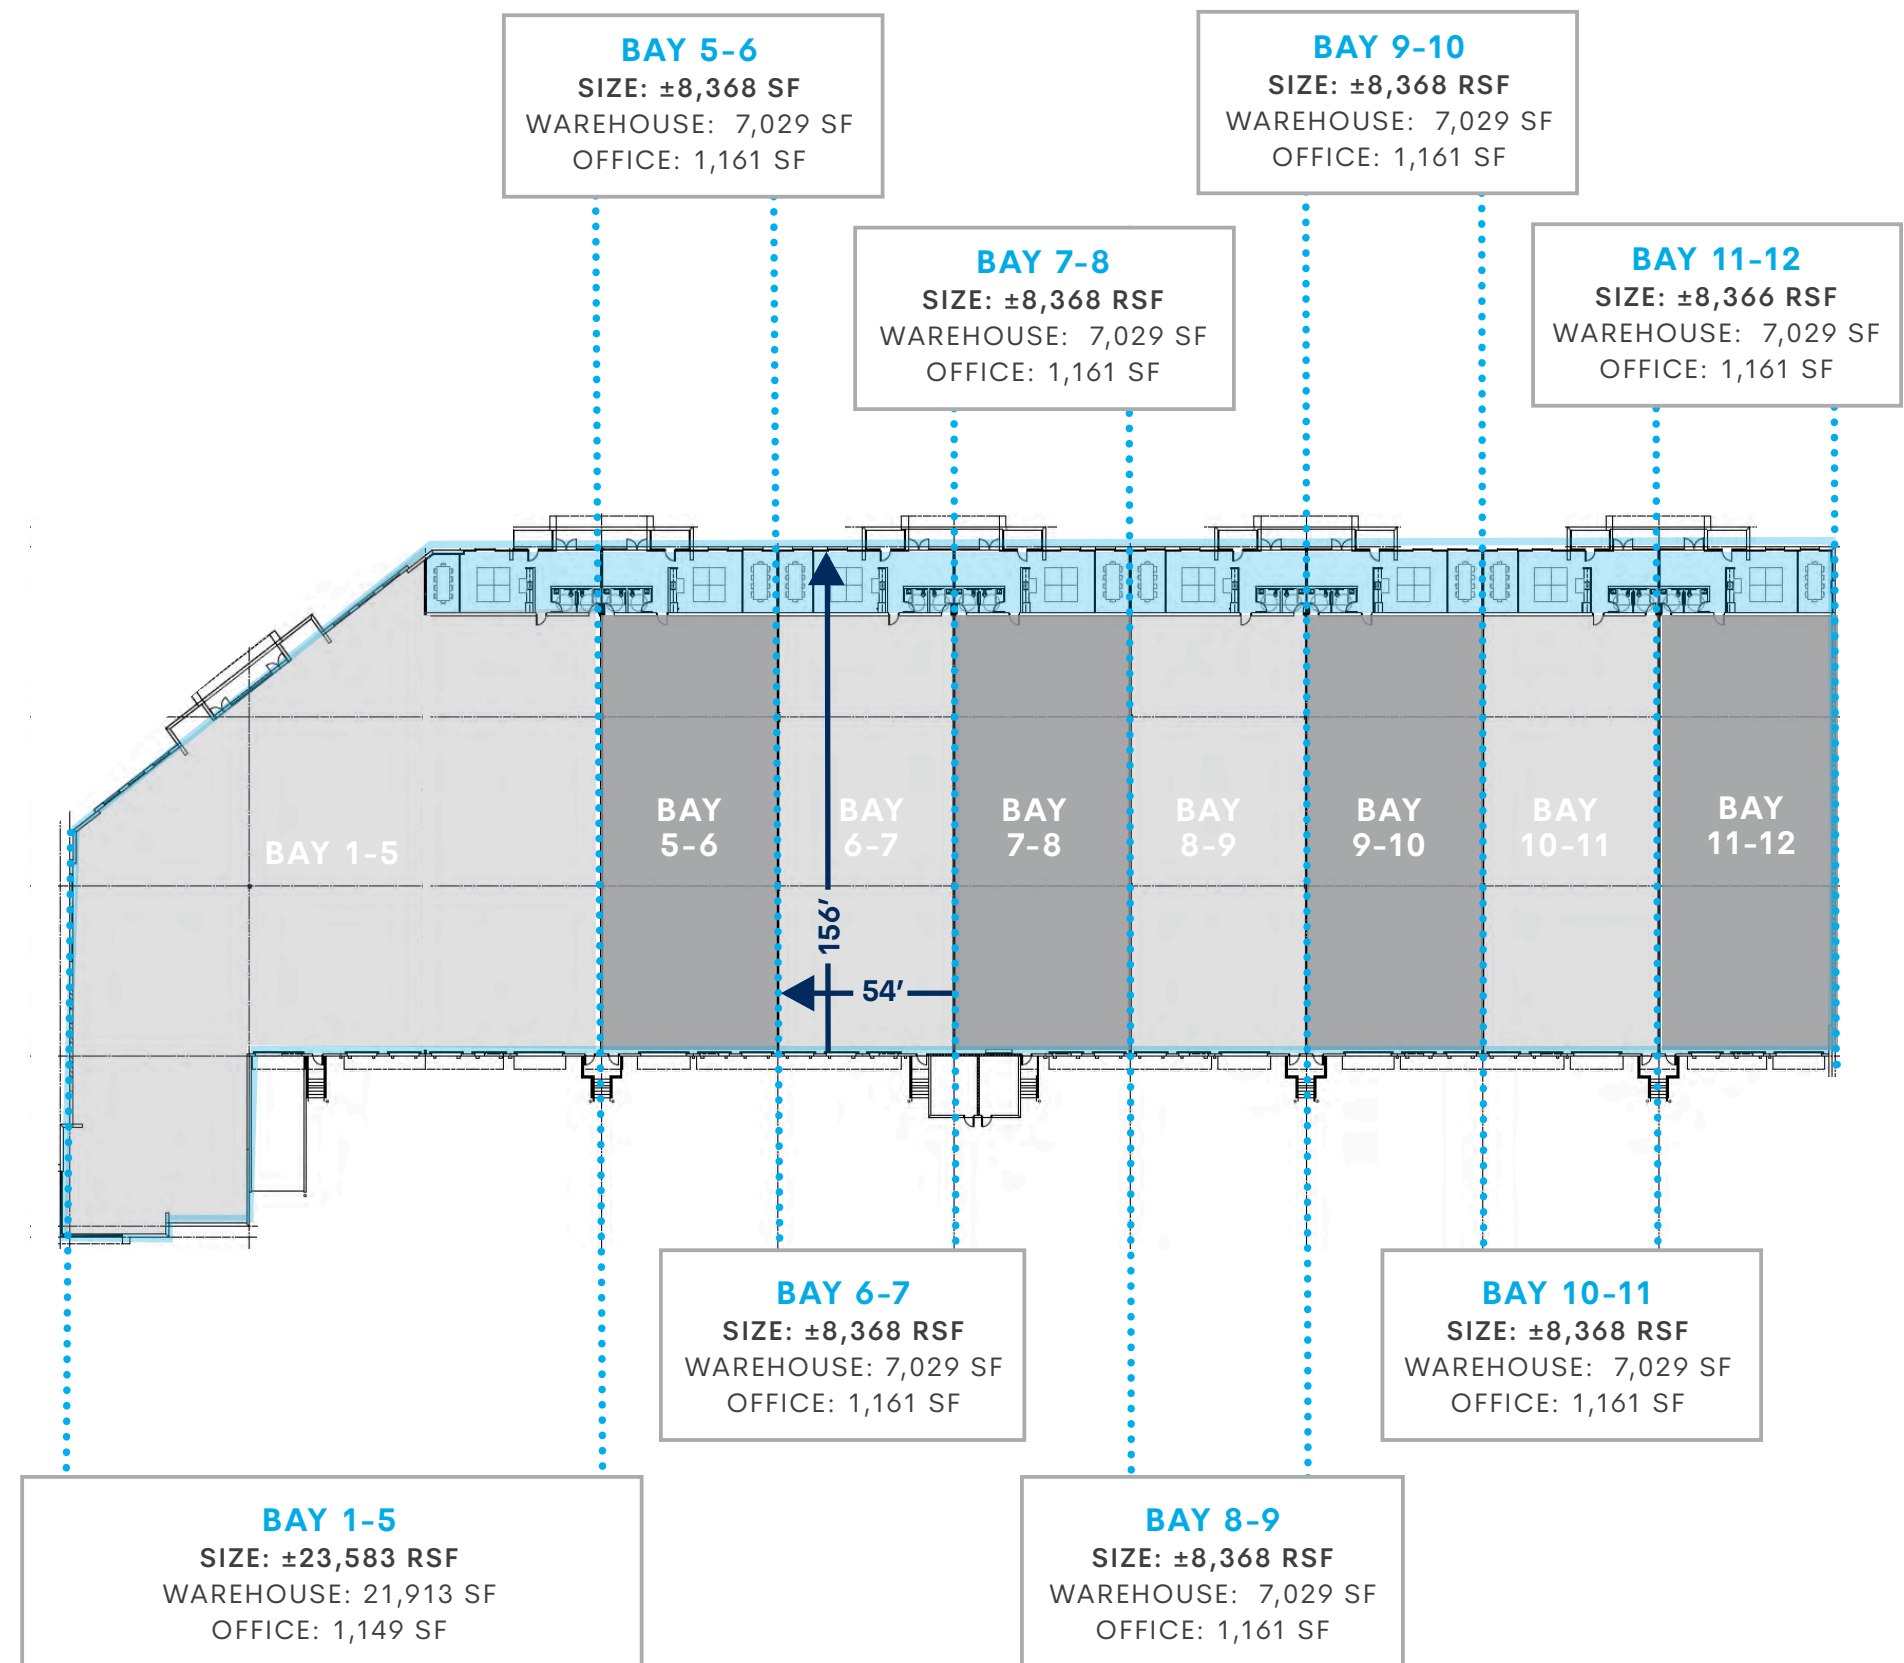 BAY 5-6
SIZE: ±8,368 SF
WAREHOUSE: 7,029 SF
OFFICE: 1,161 SF
BAY 9-10
SIZE: ±8,368 RSF
WAREHOUSE: 7,029 SF
OFFICE: 1,161 SF
BAY 7-8
SIZE: ±8,368 RSF
WAREHOUSE: 7,029 SF
OFFICE: 1,161 SF
BAY 11-12
SIZE: ±8,366 RSF
WAREHOUSE: 7,029 SF
OFFICE: 1,161 SF
BAY 1-5
BAY
5-6
BAY
6-7
BAY
7-8
BAY
8-9
BAY
9-10
BAY
10-11
BAY
11-12
156'
54'
BAY 6-7
SIZE: ±8,368 RSF
WAREHOUSE: 7,029 SF
OFFICE: 1,161 SF
BAY 10-11
SIZE: ±8,368 RSF
WAREHOUSE: 7,029 SF
OFFICE: 1,161 SF
BAY 1-5
SIZE: ±23,583 RSF
WAREHOUSE: 21,913 SF
OFFICE: 1,149 SF
BAY 8-9
SIZE: ±8,368 RSF
WAREHOUSE: 7,029 SF
OFFICE: 1,161 SF